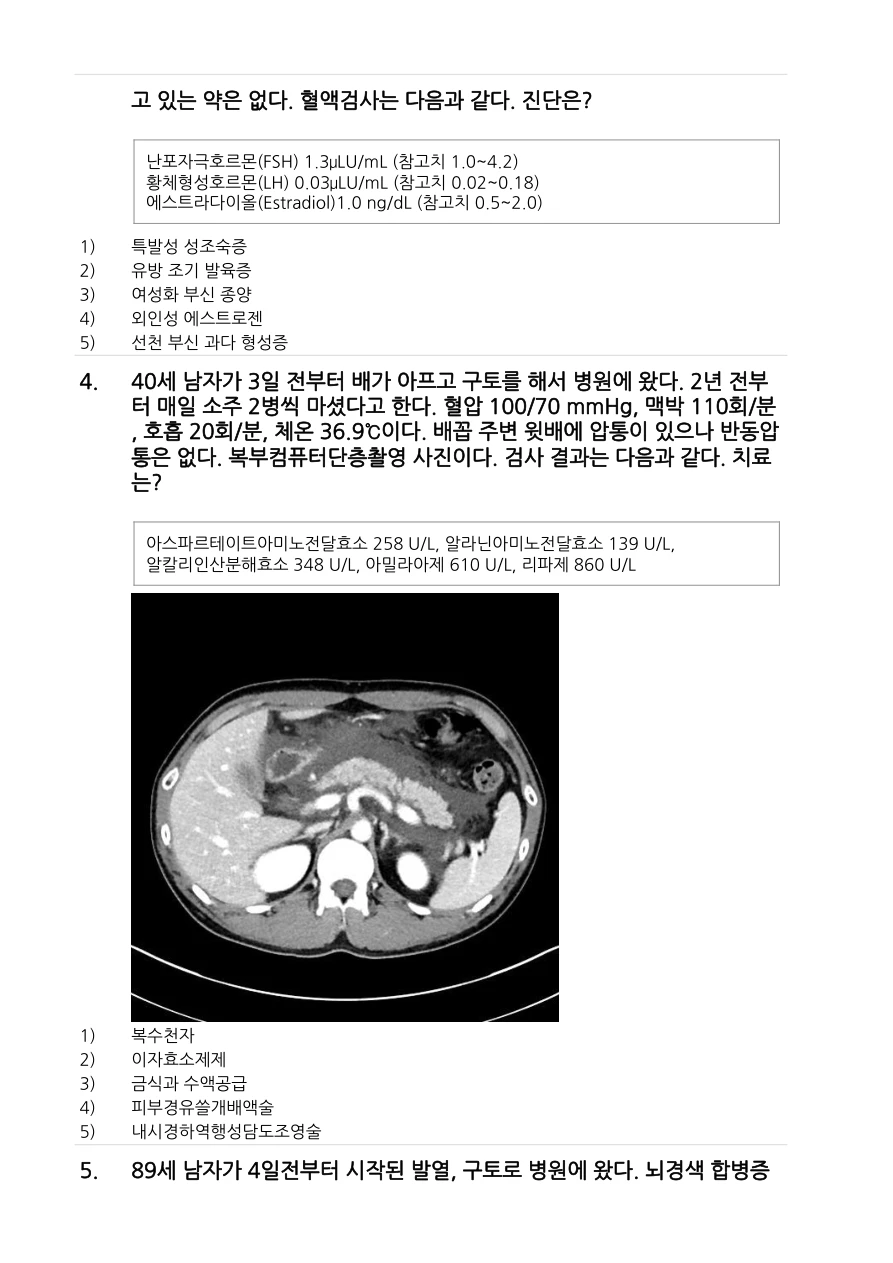 고 있는 약은 없다. 혈액검사는 다음과 같다. 진단은?
난포자극호르몬(FSH) 1.3μLU/mL (참고치 1.0~4.2)
황체형성호르몬(LH) 0.03μLU/mL (참고치 0.02~0.18)
에스트라다이올(Estradiol)1.0 ng/dL (참고치 0.5~2.0)
1) 특발성 성조숙증
2) 유방 조기 발육증
3) 여성화 부신 종양
4) 외인성 에스트로젠
5) 선천 부신 과다 형성증
4. 40세 남자가 3일 전부터 배가 아프고 구토를 해서 병원에 왔다. 2년 전부
터 매일 소주 2병씩 마셨다고 한다. 혈압 100/70 mmHg, 맥박 110회/분
, 호흡 20회/분, 체온 36.9℃이다. 배꼽 주변 윗배에 압통이 있으나 반동압
통은 없다. 복부컴퓨터단층촬영 사진이다. 검사 결과는 다음과 같다. 치료
는?
아스파르테이트아미노전달효소 258 U/L, 알라닌아미노전달효소 139 U/L,
알칼리인산분해효소 348 U/L, 아밀라아제 610 U/L, 리파제 860 U/L
1) 복수천자
2) 이자효소제제
3) 금식과 수액공급
4) 피부경유쓸개배액술
5) 내시경하역행성담도조영술
5. 89세 남자가 4일전부터 시작된 발열, 구토로 병원에 왔다. 뇌경색 합병증